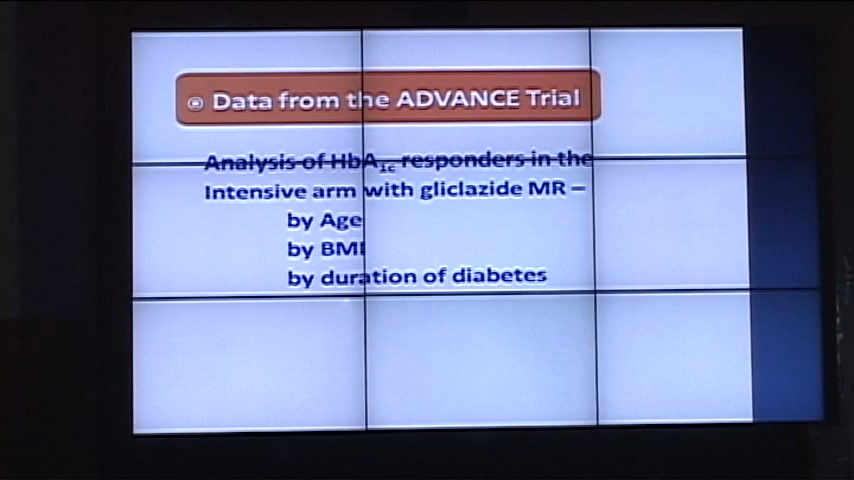 Data from the ADVANCE Trial
Analysis of HbA1c responders in the
Intensive arm with gliclazide MR –
by Age
by BMI
by duration of diabetes